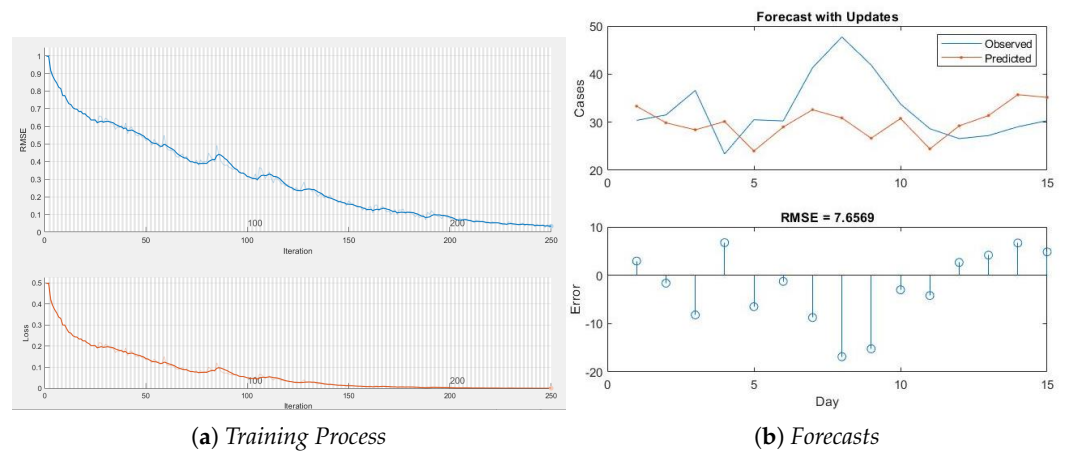 1
0.9
0.8
0.7
0.6
0.5
0.4
0.3
0.2
0.1
0
RMSE
100
200
0 50 100 150 200 250
Iteration
0.5
0.4
0.3
0.2
0.1
0
Loss
100
200
0 50 100 150 200 250
Iteration
(a) Training Process
Forecast with Updates
50
40
30
20
Cases
Observed
Predicted
0 5 10 15
RMSE = 7.6569
10
0
-10
-20
Error
0 5 10 15
Day
(b) Forecasts